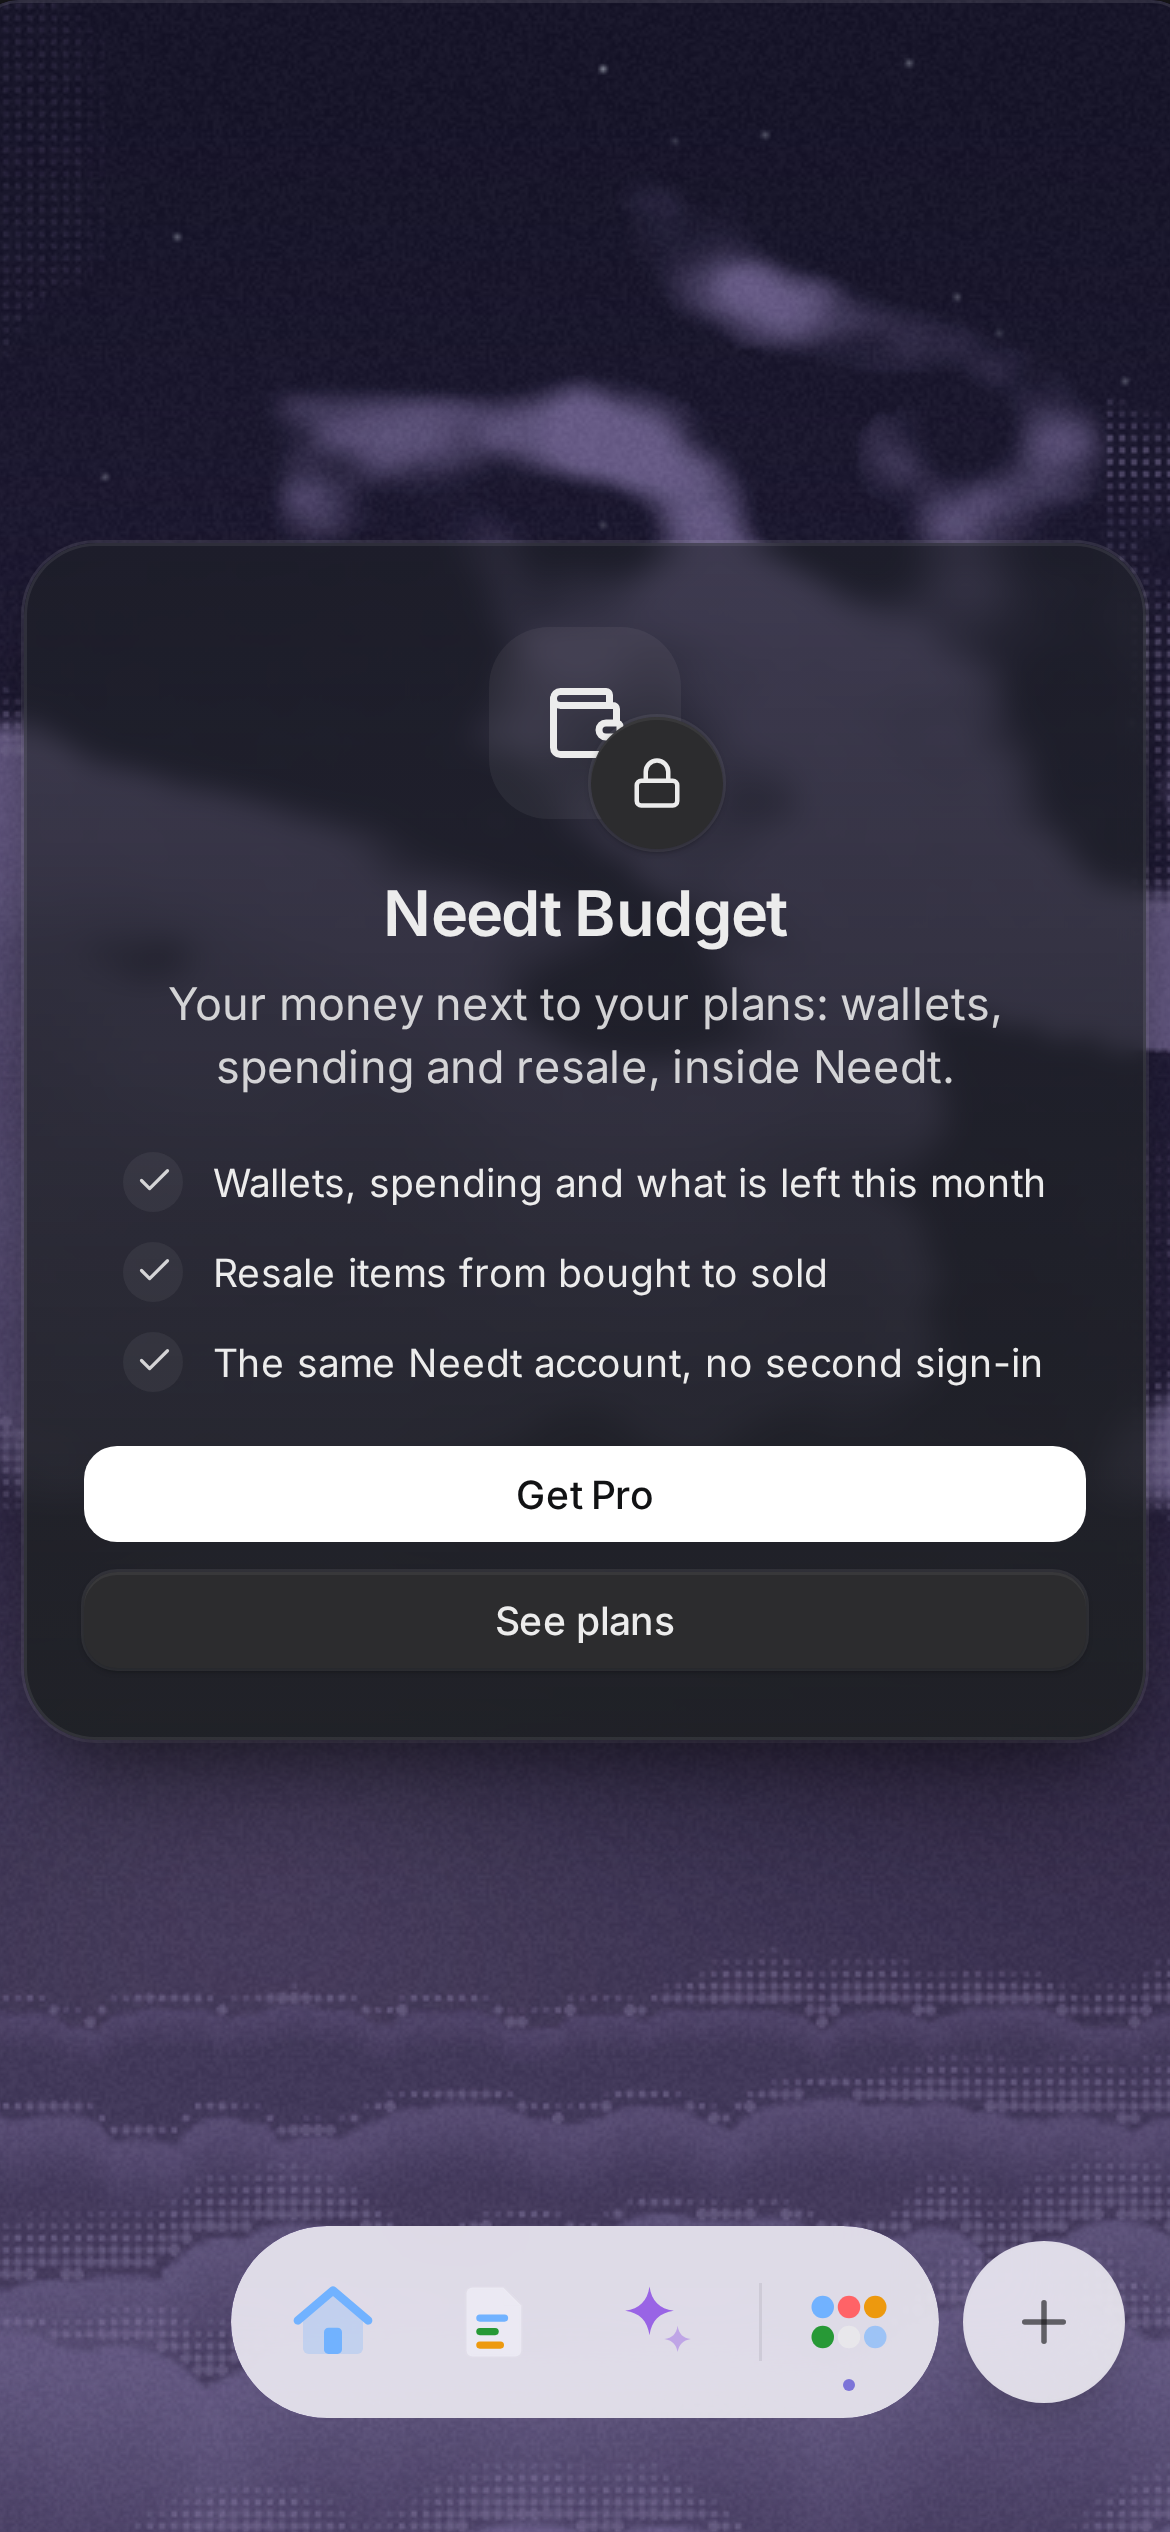 Needt Budget
Your money next to your plans: wallets,
spending and resale, inside Needt.
Wallets, spending and what is left this month
Resale items from bought to sold
The same Needt account, no second sign-in
Get Pro
See plans